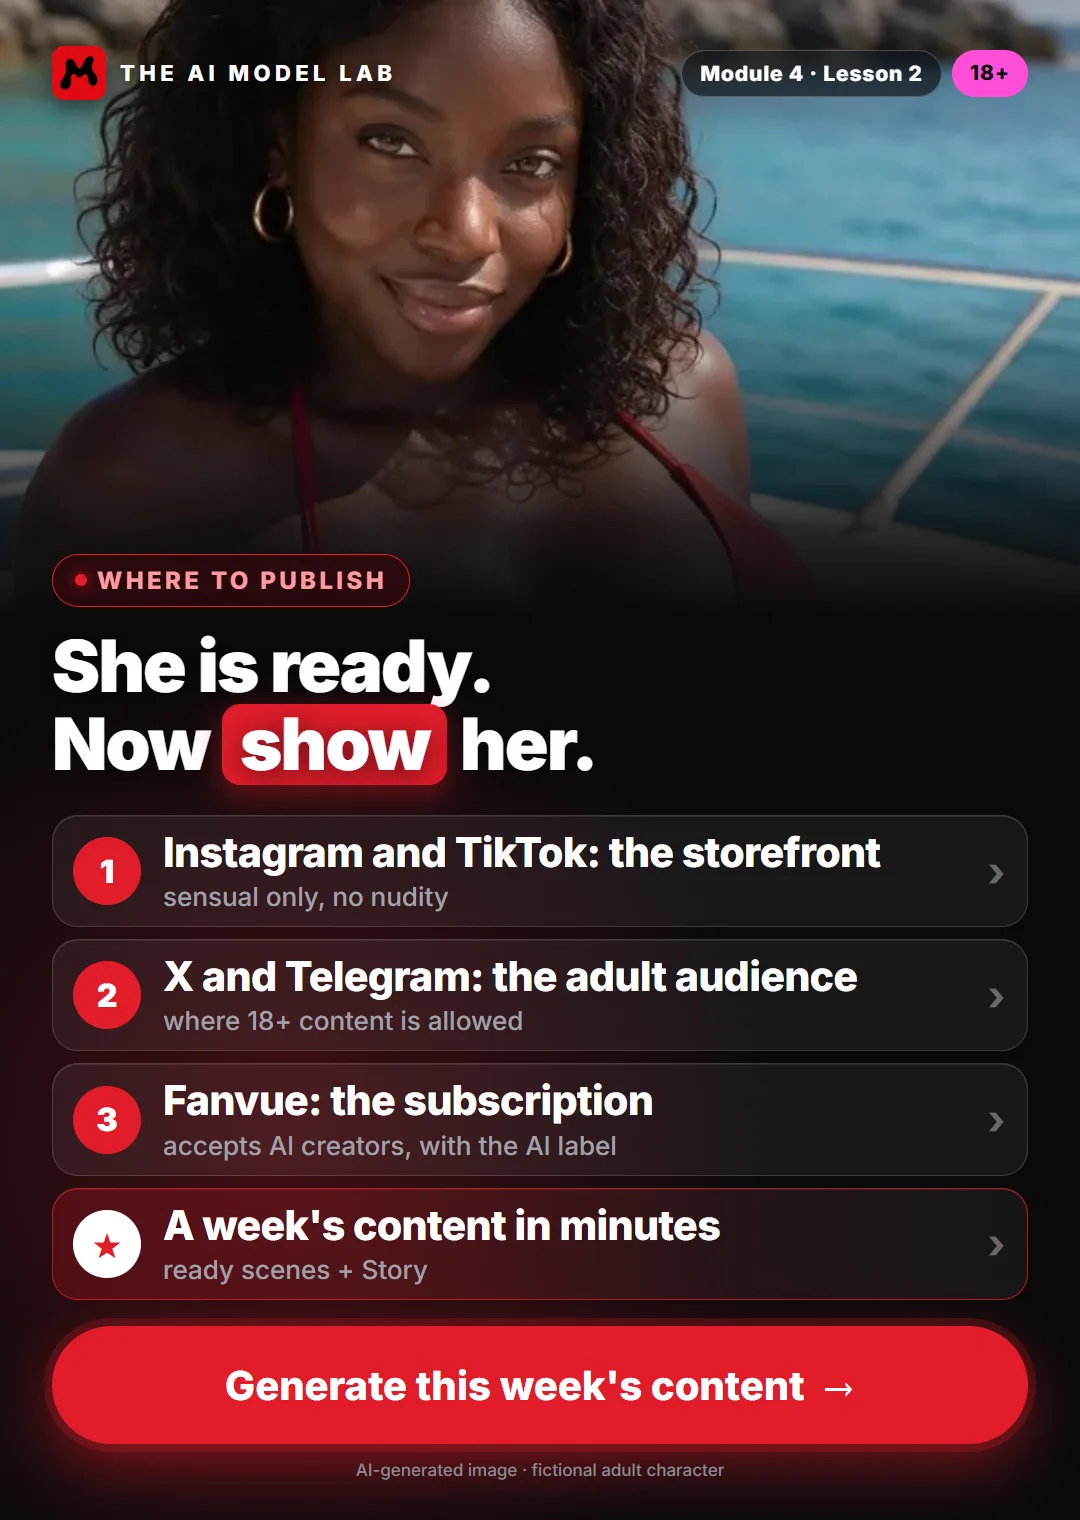 THE AI MODEL LAB
Module 4 · Lesson 2
18+
WHERE TO PUBLISH
She is ready.
Now show her.
1
Instagram and TikTok: the storefront
sensual only, no nudity
2
X and Telegram: the adult audience
where 18+ content is allowed
3
Fanvue: the subscription
accepts AI creators, with the AI label
A week's content in minutes
ready scenes + Story
Generate this week's content →
AI-generated image · fictional adult character